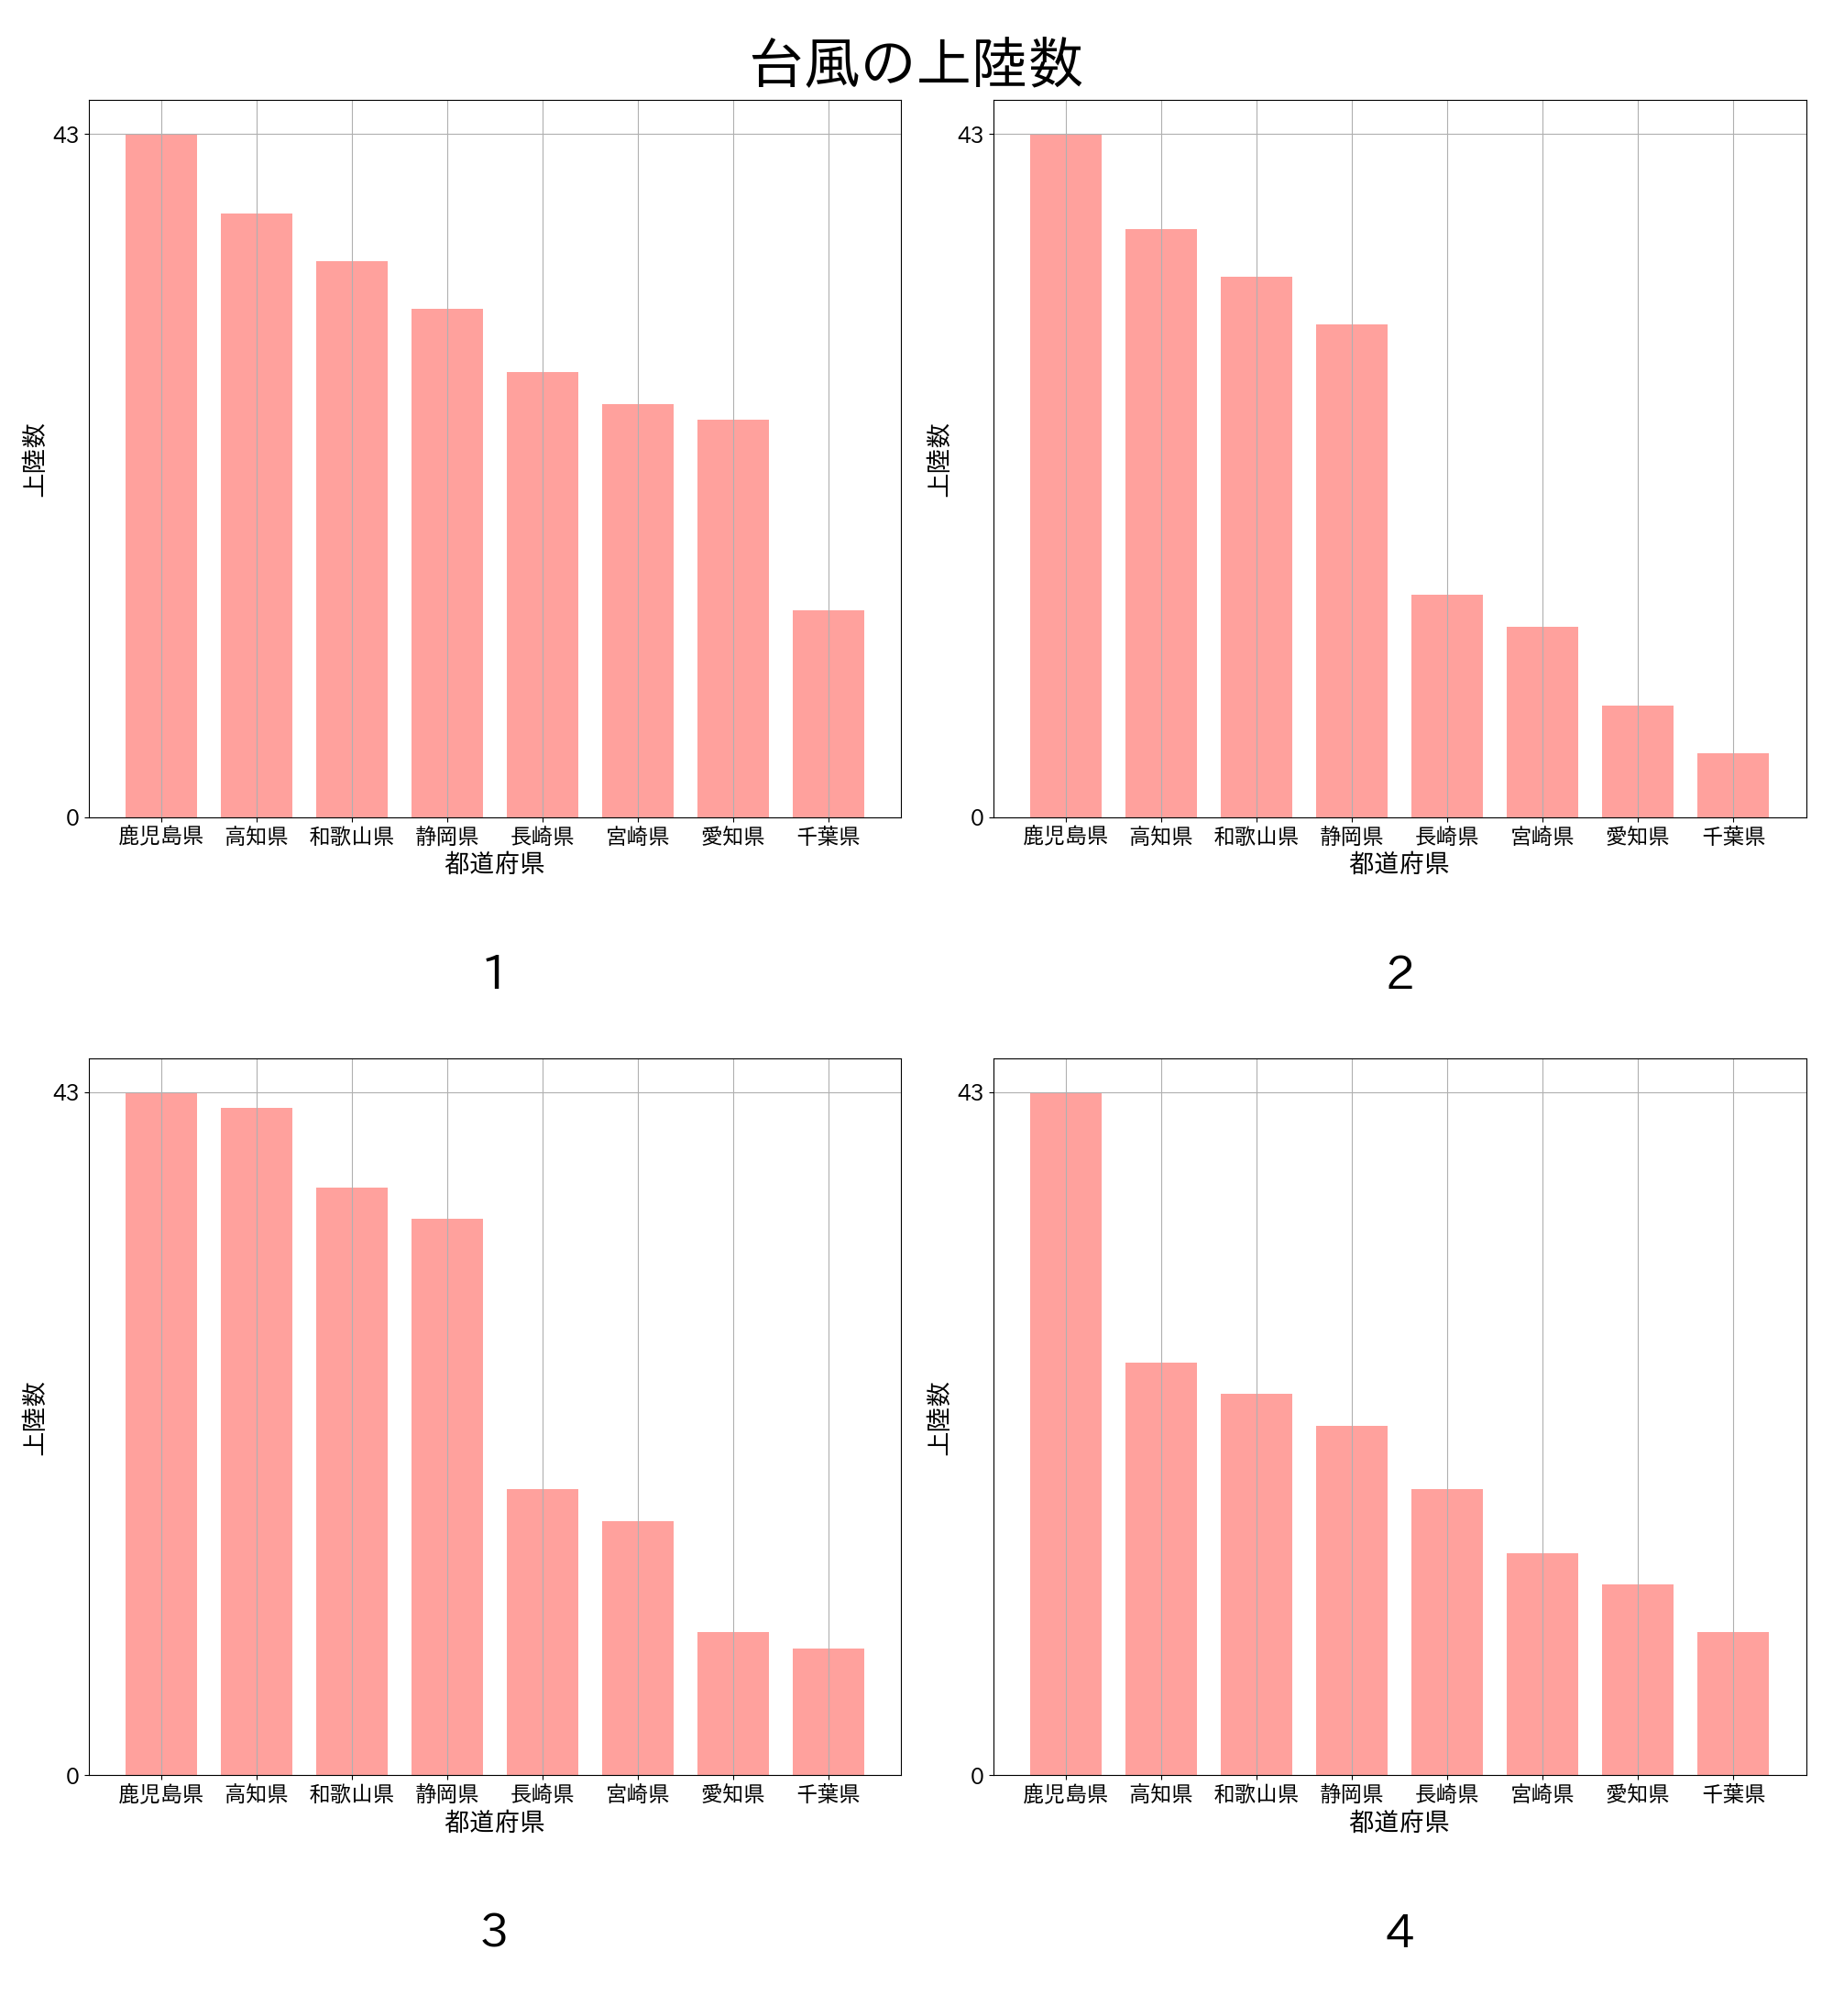 台風の上陸数
43
0
上陸数
鹿児島県 高知県 和歌山県 静岡県 長崎県 宮崎県 愛知県 千葉県
都道府県
1
43
0
上陸数
鹿児島県 高知県 和歌山県 静岡県 長崎県 宮崎県 愛知県 千葉県
都道府県
2
43
0
上陸数
鹿児島県 高知県 和歌山県 静岡県 長崎県 宮崎県 愛知県 千葉県
都道府県
3
43
0
上陸数
鹿児島県 高知県 和歌山県 静岡県 長崎県 宮崎県 愛知県 千葉県
都道府県
4